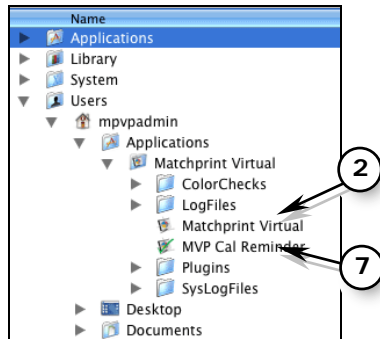 Name
Applications
Library
System
Users
mpvpadmin
Applications
Matchprint Virtual
ColorChecks
LogFiles
2
Matchprint Virtual
MVP Cal Reminder
7
Plugins
SysLogFiles
Desktop
Documents